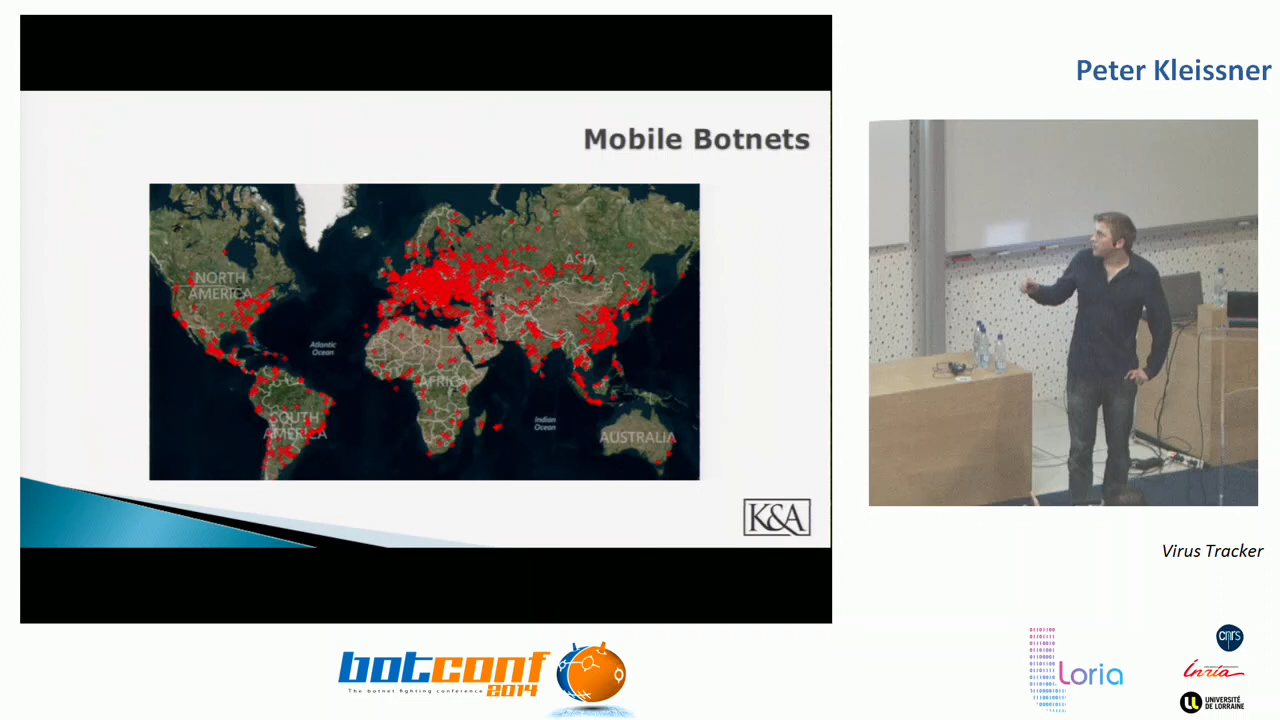 Peter Kleissner
Mobile Botnets
NORTH
AMERICA
ASIA
Atlantic
Ocean
AFRICA
SOUTH
AMERICA
Indian
Ocean
AUSTRALIA
K&A
Virus Tracker
botconf
The botnet fighting conference
2014
Loria
cnrs
inria
UNIVERSITÉ
DE LORRAINE